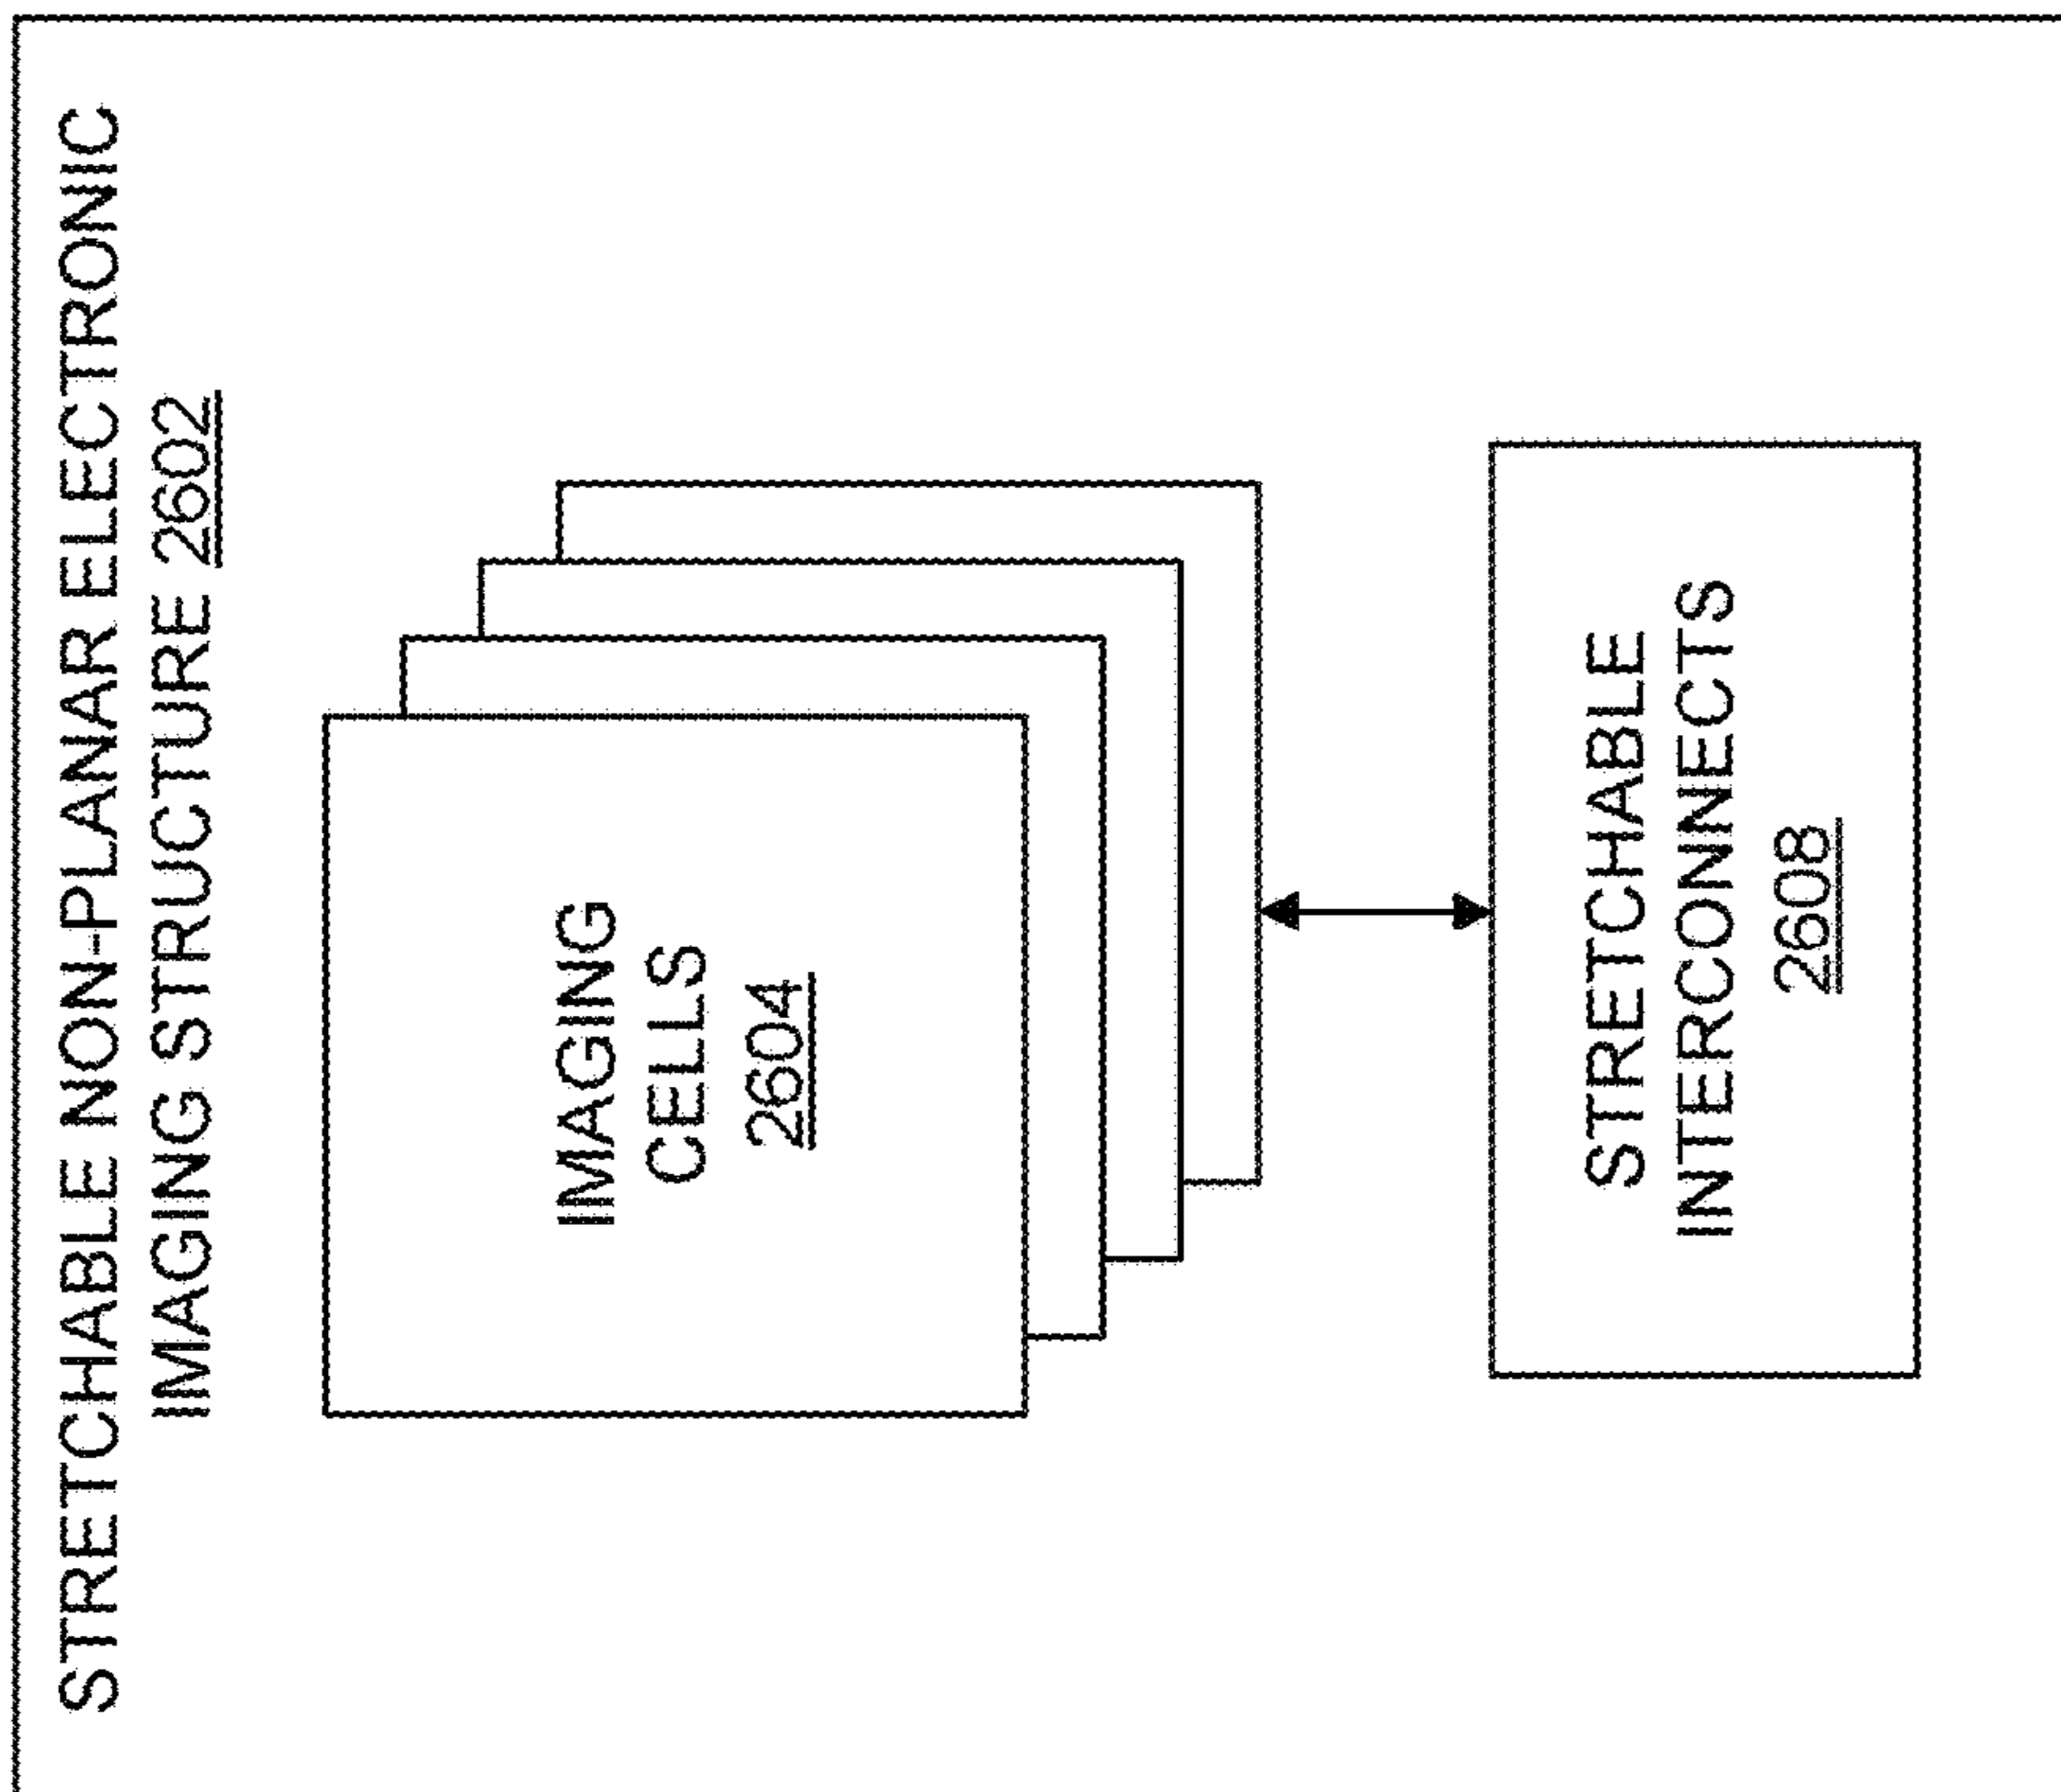 STRETCHABLE NON-PLANAR ELECTRONIC
IMAGING STRUCTURE 2602
IMAGING
CELLS
2604
STRETCHABLE
INTERCONNECTS
2608